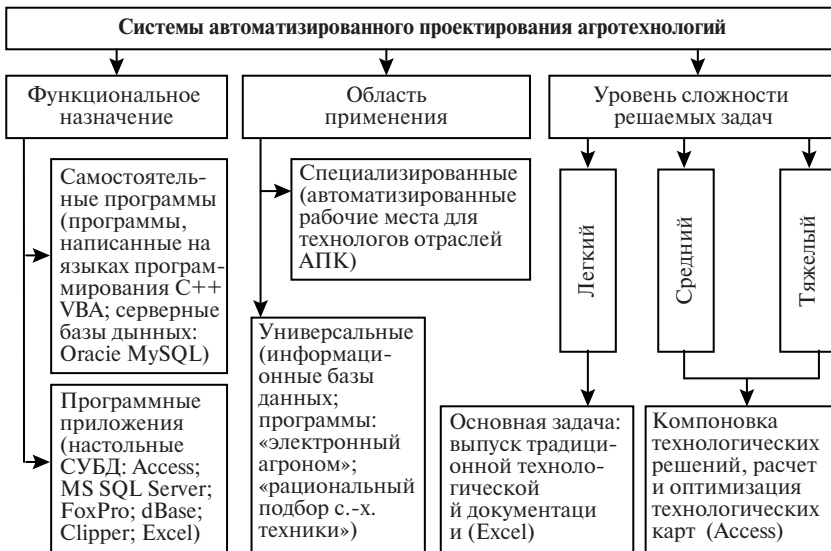 Системы автоматизированного проектирования агротехнологий
Функциональное
назначение
Область
применения
Уровень сложности
решаемых задач
Самостоятель-
ные программы
(программы,
написанные на
языках програм-
мирования C++
VBA; серверные
базы дынных:
Oracie MySQL)
Программные
приложения
(настольные
СУБД: Access;
MS SQL Server;
FoxPro; dBase;
Clipper; Excel)
Специализированные
(автоматизированные
рабочие места для
технологов отраслей
АПК)
Универсальные
(информацион-
ные базы
данных;
программы:
«электронный
агроном»;
«рациональный
подбор с.-х.
техники»)
Легкий
Средний
Тяжелый
Основная задача:
выпуск традици-
онной техноло-
гической
й документаци
и (Excel)
Компоновка
технологических
решений, расчет
и оптимизация
технологических
карт (Access)